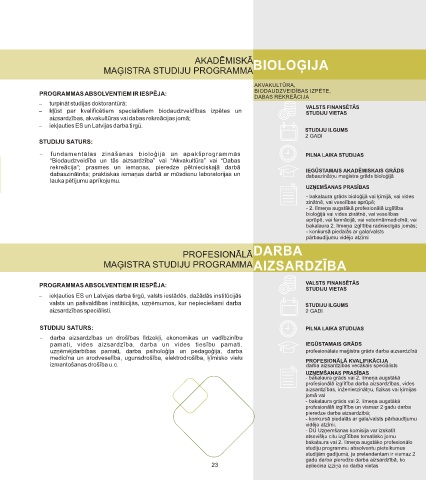 AKADĒMISKĀ
MAĢISTRA STUDIJU PROGRAMMA
BIOLOĢIJA
AKVAKULTŪRA,
BIODAUDZVEIDĪBAS IZPĒTE,
DABAS REKREĀCIJA
PROGRAMMAS ABSOLVENTIEM IR IESPĒJA:
– turpināt studijas doktorantūrā;
– kļūst par kvalificētiem speciālistiem biodaudzveidības izpētes un
aizsardzības, akvakultūras vai dabas rekreācijas jomā;
– iekļauties ES un Latvijas darba tirgū.
STUDIJU SATURS:
– fundamentālas zināšanas bioloģijā un apakšprogrammās
"Biodaudzveidība un tās aizsardzība" vai "Akvakultūra" vai "Dabas
rekreācija"; prasmes un iemaņas, pieredze pētnieciskajā darbā
dabaszinātnēs; praktiskas iemaņas darbā ar mūsdienu laboratorijas un
lauka pētījumu aprīkojumu.
VALSTS FINANSĒTĀS
STUDIJU VIETAS
STUDIJU ILGUMS
2 GADI
PILNA LAIKA STUDIJAS
IEGŪSTAMAIS AKADĒMISKAIS GRĀDS
dabaszinātņu maģistra grāds bioloģijā
UZŅEMŠANAS PRASĪBAS
- bakalaura grāds bioloģijā vai ķīmijā, vai vides
zinātnē, vai veselības aprūpē;
- 2. līmeņa augstākā profesionālā izglītība
bioloģijā vai vides zinātnē, vai veselības
aprūpē, vai farmācijā, vai veterinārmedicīnā; vai
bakalaura 2. līmeņa izglītība radniecīgās jomās;
- konkursā piedalās ar gala/valsts
pārbaudījumu vidējo atzīmi
PROFESIONĀLĀ
MAĢISTRA STUDIJU PROGRAMMA
DARBA
AIZSARDZĪBA
PROGRAMMAS ABSOLVENTIEM IR IESPĒJA:
– iekļauties ES un Latvijas darba tirgū, valsts iestādēs, dažādās institūcijās
valsts un pašvaldības institūcijās, uzņēmumos, kur nepieciešami darba
aizsardzības speciālisti.
STUDIJU SATURS:
– darba aizsardzības un drošības līdzekļi, ekonomikas un vadībzinību
pamati, vides aizsardzība, darba un vides tiesību pamati,
uzņēmējdarbības pamati, darba psiholoģija un pedagoģija, darba
medicīna un arodveselība, ugunsdrošība, elektrodrošība, ķīmisko vielu
izmantošanas drošība u.c.
VALSTS FINANSĒTĀS
STUDIJU VIETAS
STUDIJU ILGUMS
2 GADI
PILNA LAIKA STUDIJAS
IEGŪSTAMAIS GRĀDS
profesionālais maģistra grāds darba aizsardzībā
PROFESIONĀLĀ KVALIFIKĀCIJA
darba aizsardzības vecākais speciālists
UZŅEMŠANAS PRASĪBAS
- bakalaura grāds vai 2. līmeņa augstākā
profesionālā izglītība darba aizsardzības, vides
aizsardzības, inženierzinātņu, fizikas vai ķīmijas
jomā vai
- bakalaura grāds vai 2. līmeņa augstākā
profesionālā izglītība un vismaz 2 gadu darba
pieredze darba aizsardzībā;
- konkursā piedalās ar gala/valsts pārbaudījumu
vidējo atzīmi.
- DU Uzņemšanas komisija var izskatīt
atsevišķu citu izglītības tematisko jomu
bakalaura vai 2. līmeņa augstāko profesionālo
studiju programmu absolventu pieteikumus
studijām gadījumā, ja pretendentam ir vismaz 2
gadu darba pieredze darba aizsardzībā, ko
apliecina izziņa no darba vietas
23